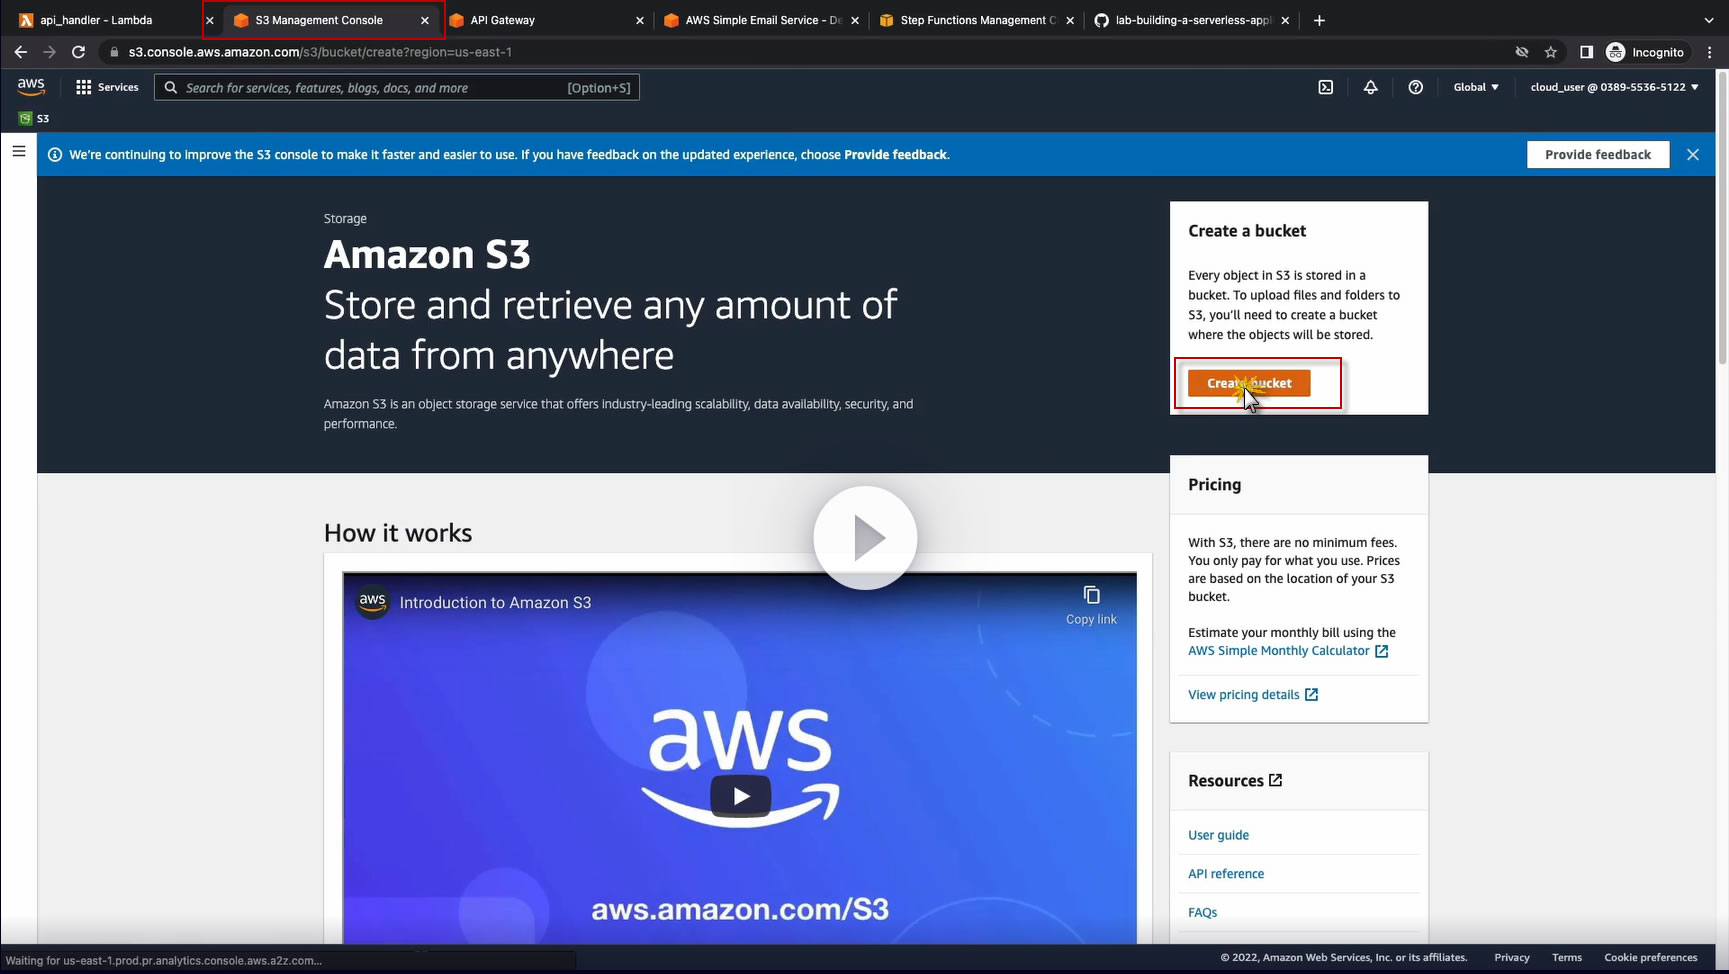 api_handler - Lambda
S3 Management Console
API Gateway
AWS Simple Email Service - De
Step Functions Management C
lab-building-a-serverless-appl
s3.console.aws.amazon.com/s3/bucket/create?region=us-east-1
Incognito
aws
Services
Search for services, features, blogs, docs, and more
[Option+S]
Global
cloud_user @ 0389-5536-5122
S3
We're continuing to improve the S3 console to make it faster and easier to use. If you have feedback on the updated experience, choose Provide feedback.
Provide feedback
Storage
Amazon S3
Store and retrieve any amount of
data from anywhere
Amazon S3 is an object storage service that offers industry-leading scalability, data availability, security, and
performance.
Create a bucket
Every object in S3 is stored in a
bucket. To upload files and folders to
S3, you'll need to create a bucket
where the objects will be stored.
Create bucket
How it works
aws
Introduction to Amazon S3
Copy link
aws
aws.amazon.com/S3
Pricing
With S3, there are no minimum fees.
You only pay for what you use. Prices
are based on the location of your S3
bucket.
Estimate your monthly bill using the
AWS Simple Monthly Calculator
View pricing details
Resources
User guide
API reference
FAQs
Waiting for us-east-1.prod.pr.analytics.console.aws.a2z.com...
© 2022, Amazon Web Services, Inc. or its affiliates.
Privacy
Terms
Cookie preferences